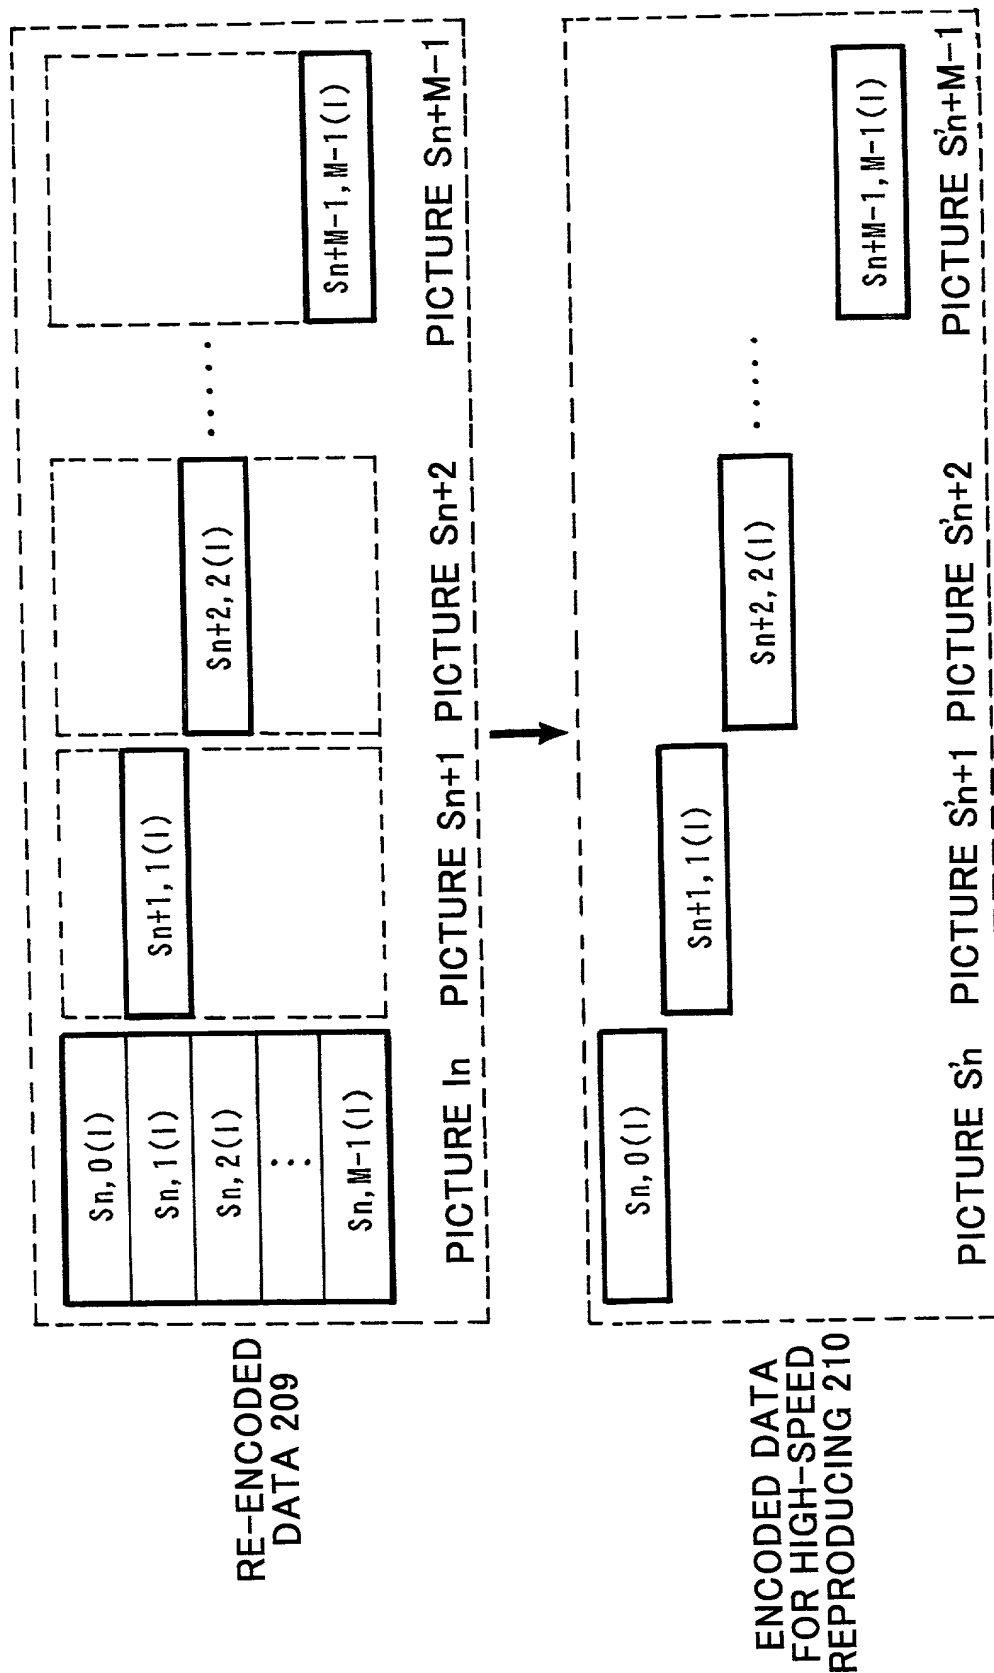 RE-ENCODED
DATA 209
Sn,0(I)
Sn,1(I)
Sn,2(I)
⋮
Sn,M-1(I)
Sn+1,1(I)
Sn+2,2(I)
.....
Sn+M-1,M-1(I)
PICTURE In
PICTURE Sn+1
PICTURE Sn+2
PICTURE Sn+M-1
ENCODED DATA
FOR HIGH-SPEED
REPRODUCING 210
Sn,0(I)
Sn+1,1(I)
Sn+2,2(I)
.....
Sn+M-1,M-1(I)
PICTURE S'n
PICTURE S'n+1
PICTURE S'n+2
PICTURE S'n+M-1